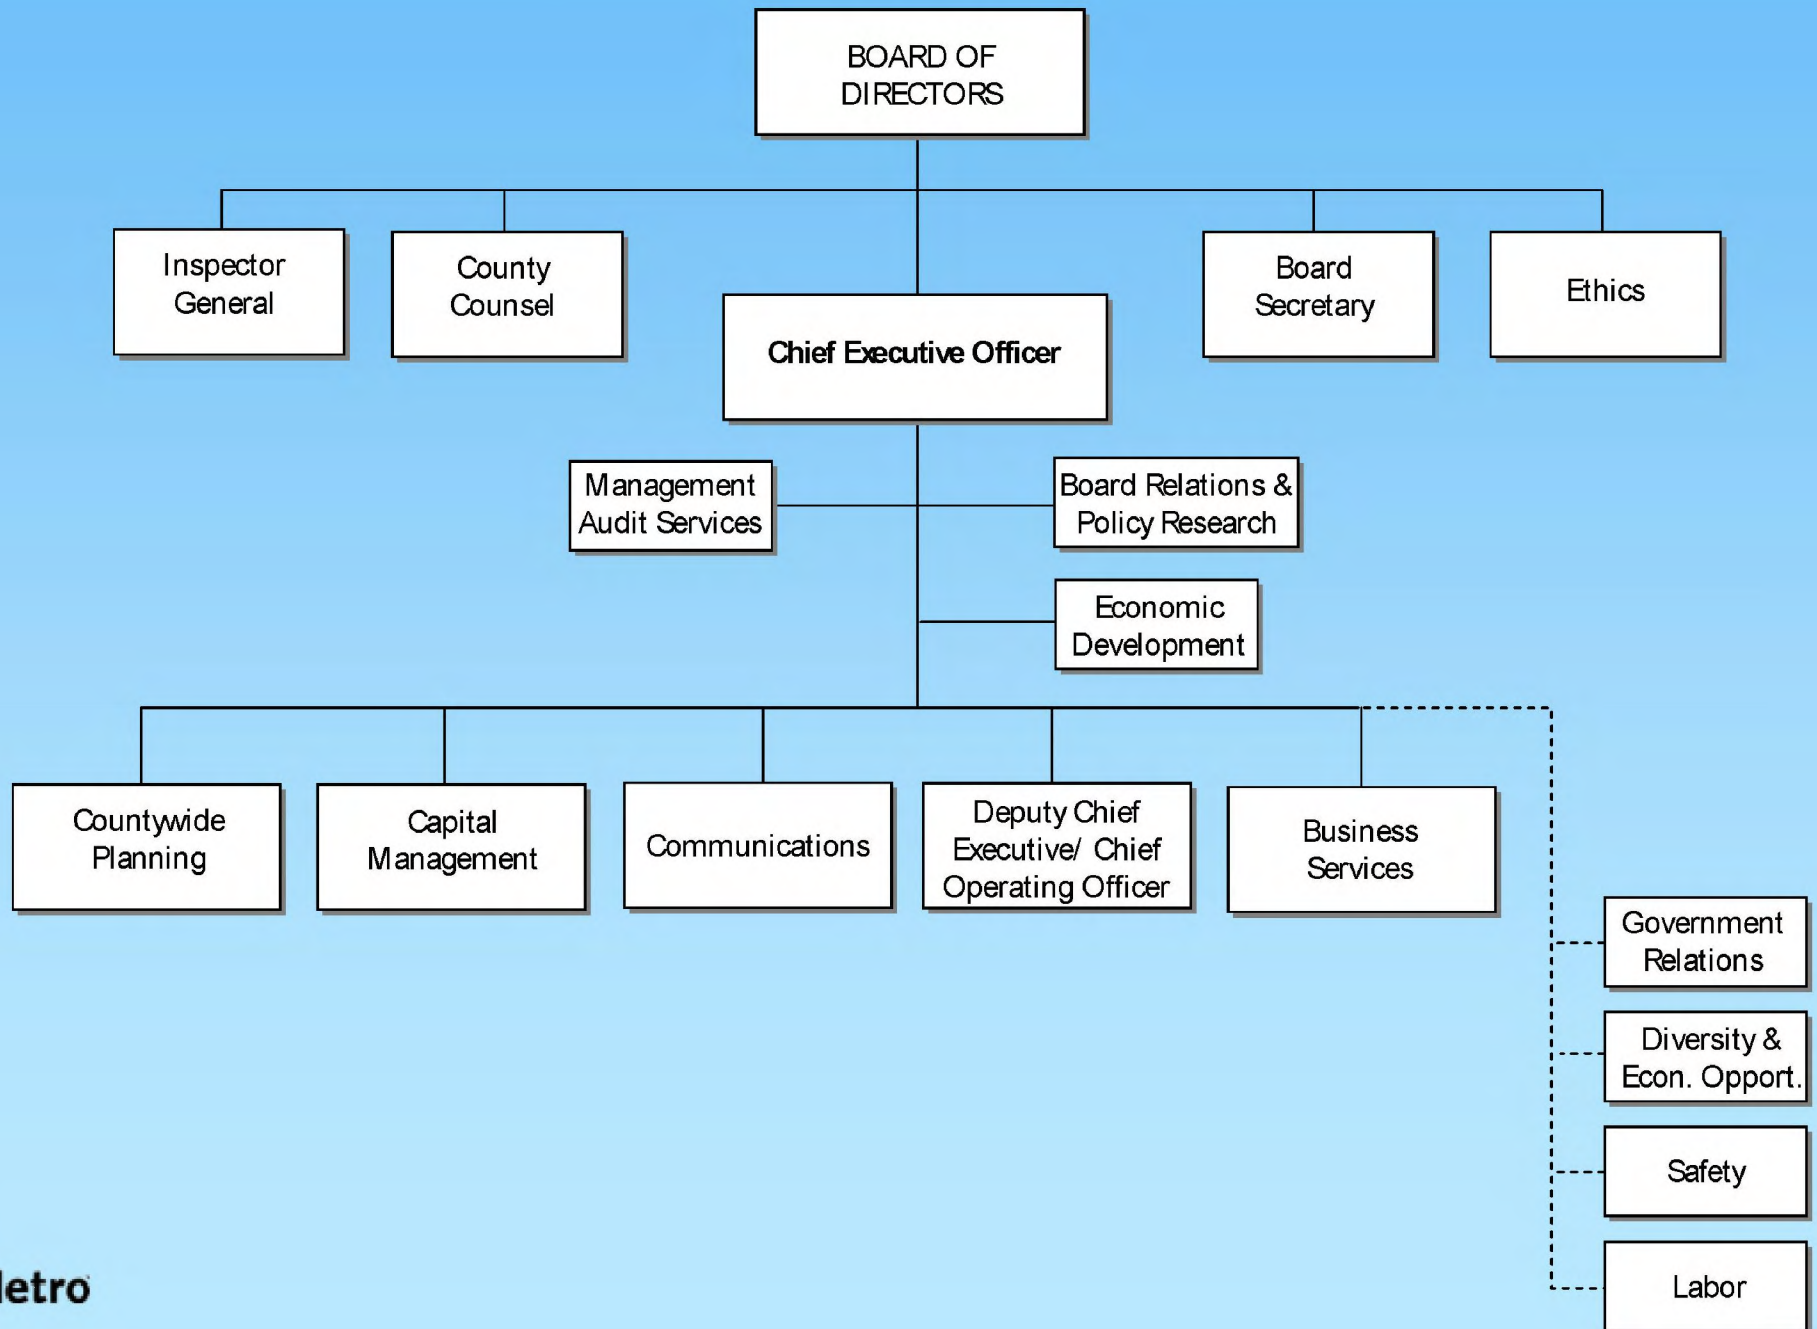 BOARD OF
DIRECTORS
Inspector
General
County
Counsel
Board
Secretary
Ethics
Chief Executive Officer
Management
Audit Services
Board Relations &
Policy Research
Economic
Development
Countywide
Planning
Capital
Management
Communications
Deputy Chief
Executive/ Chief
Operating Officer
Business
Services
Government
Relations
Diversity &
Econ. Opport.
Safety
Labor